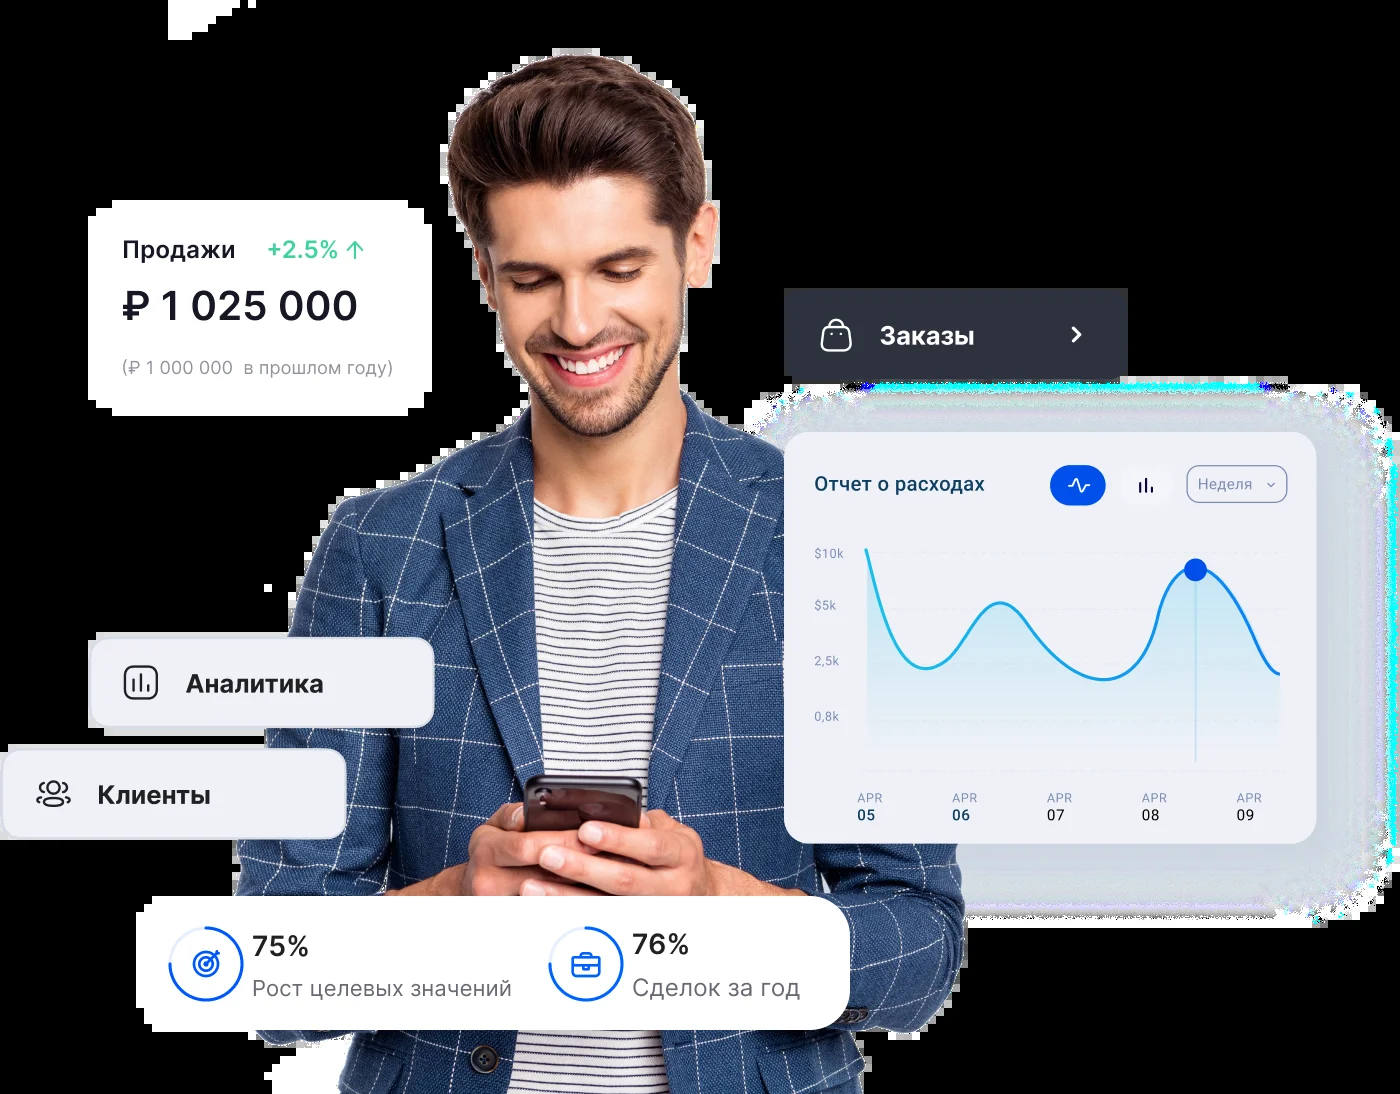 Продажи +2.5% ↑
₽ 1 025 000
(₽ 1 000 000 в прошлом году)
Заказы
Отчет о расходах
Неделя
$10k
$5k
2,5k
0,8k
APR APR APR APR APR
05 06 07 08 09
Аналитика
Клиенты
75%
Рост целевых значений
76%
Сделок за год